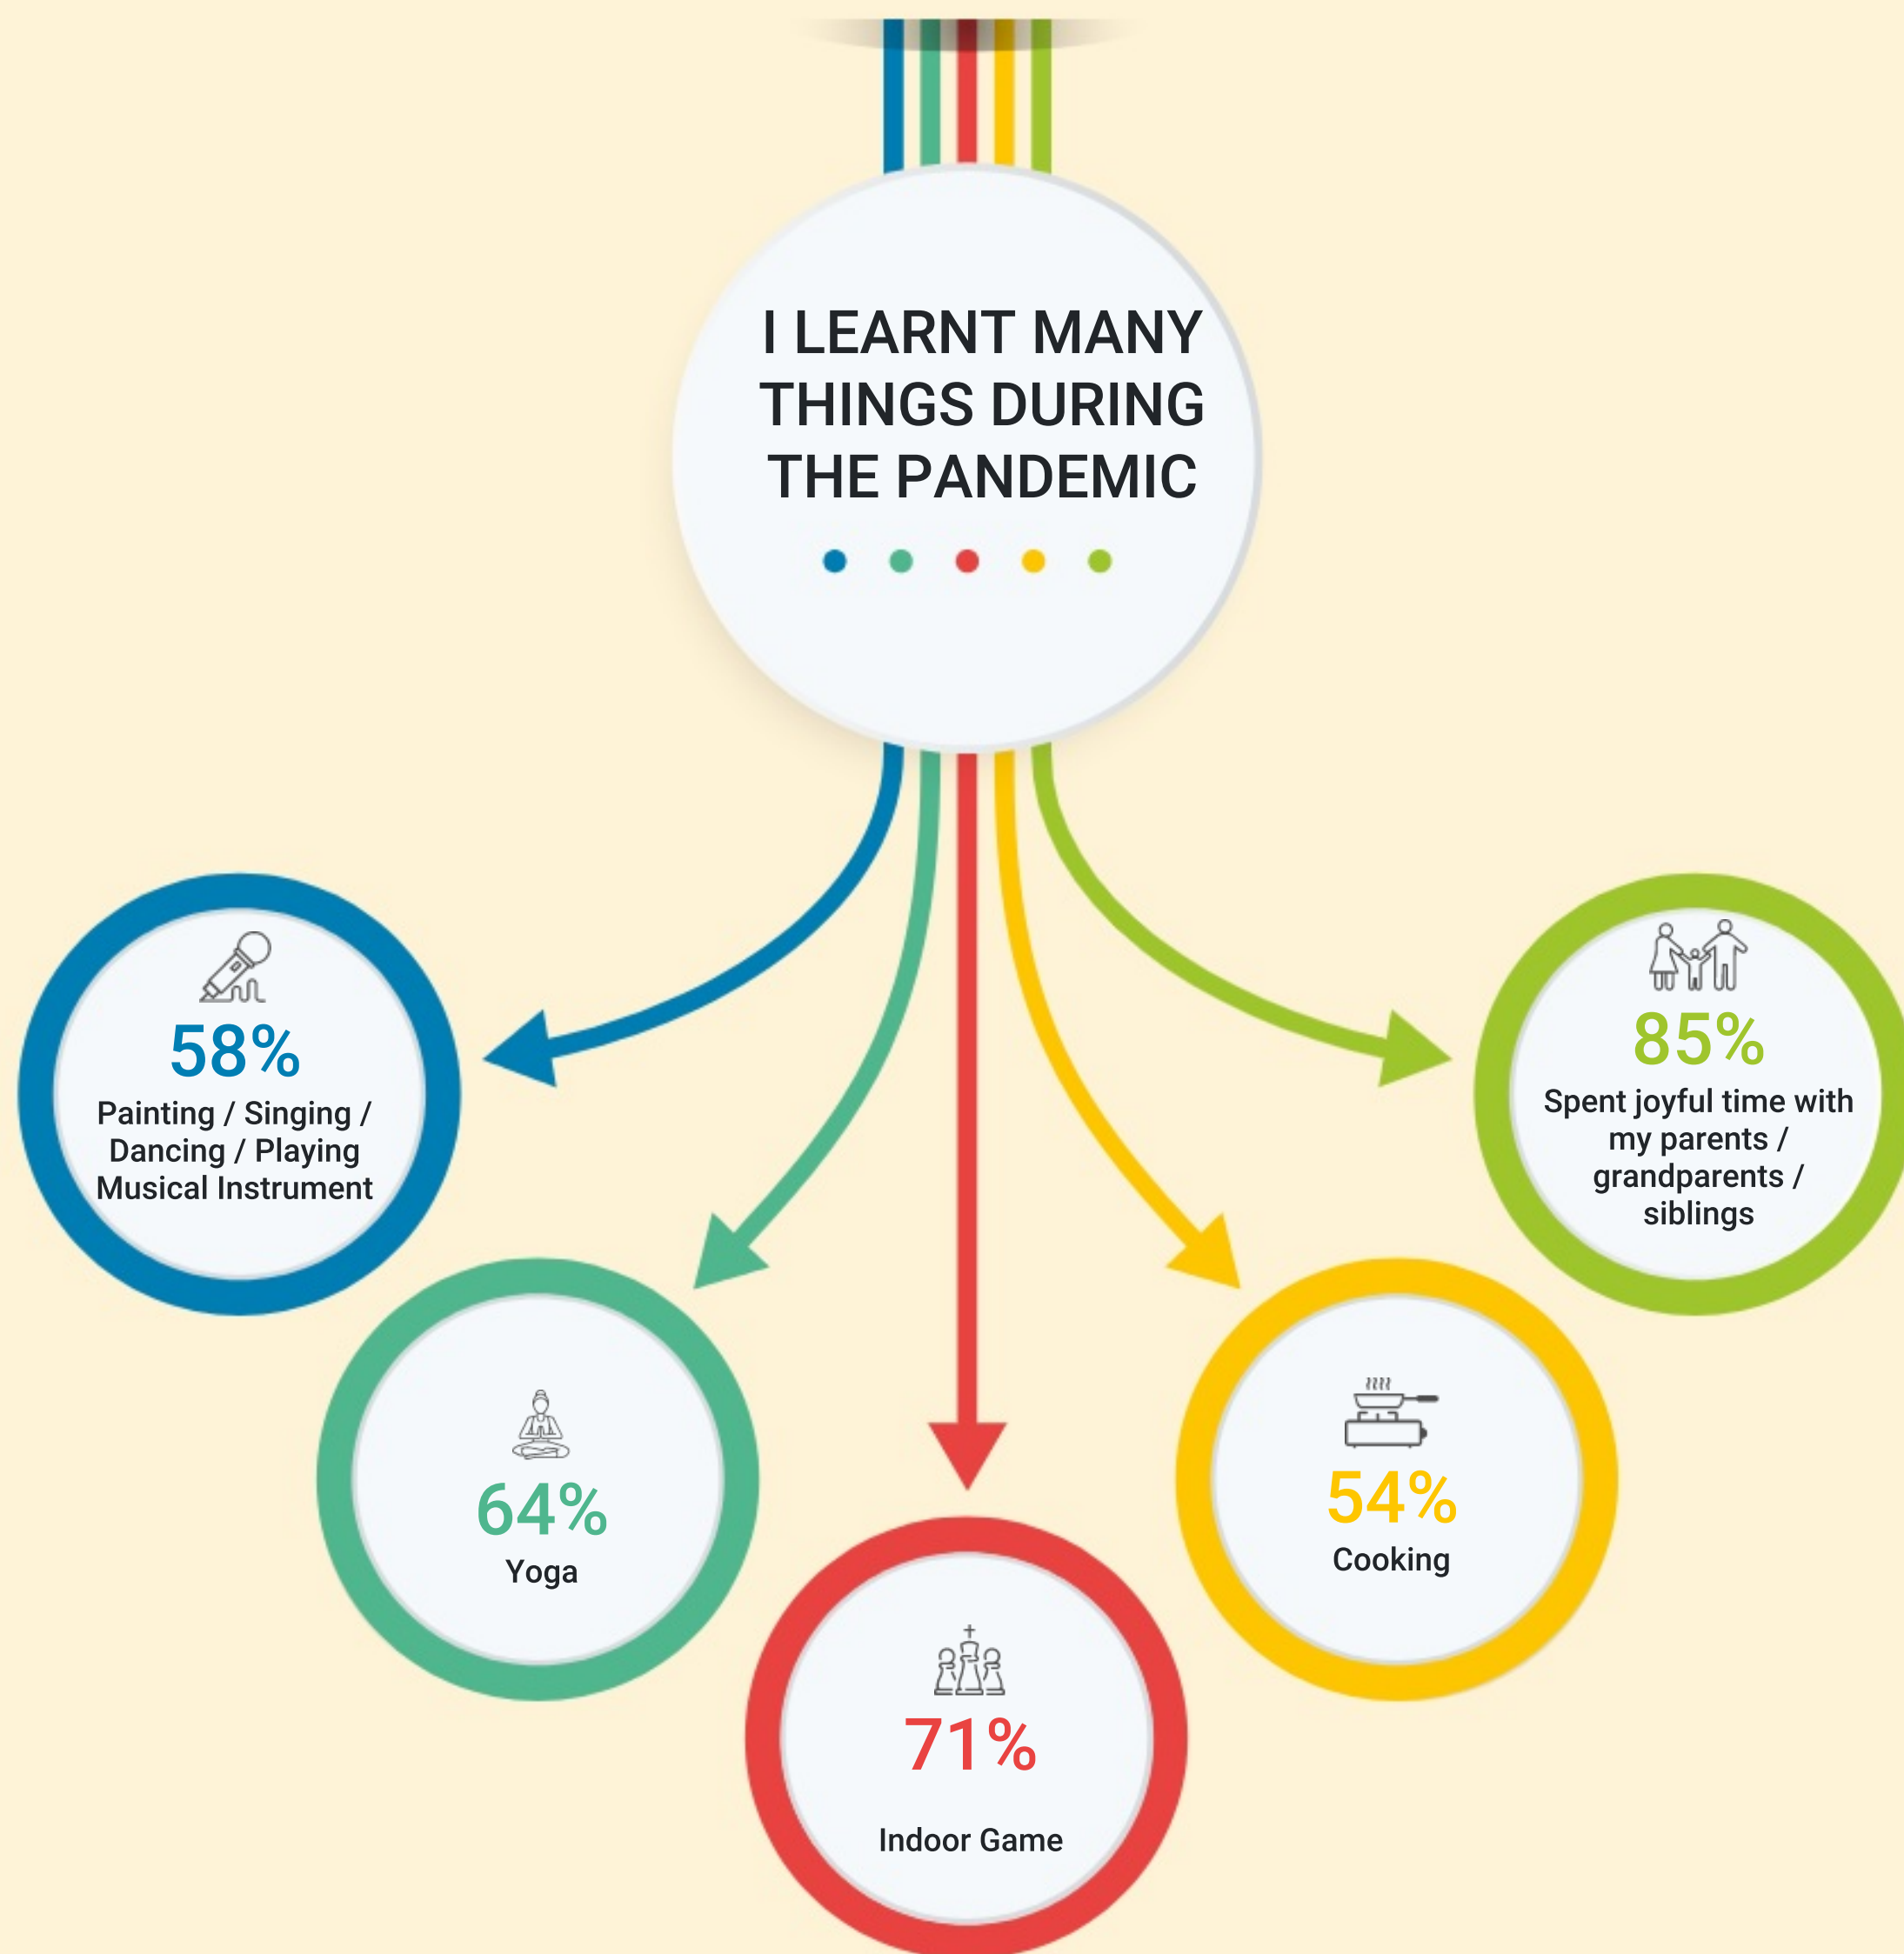 I LEARNT MANY
THINGS DURING
THE PANDEMIC
58%
Painting / Singing /
Dancing / Playing
Musical Instrument
85%
Spent joyful time with
my parents /
grandparents /
siblings
64%
Yoga
54%
Cooking
71%
Indoor Game